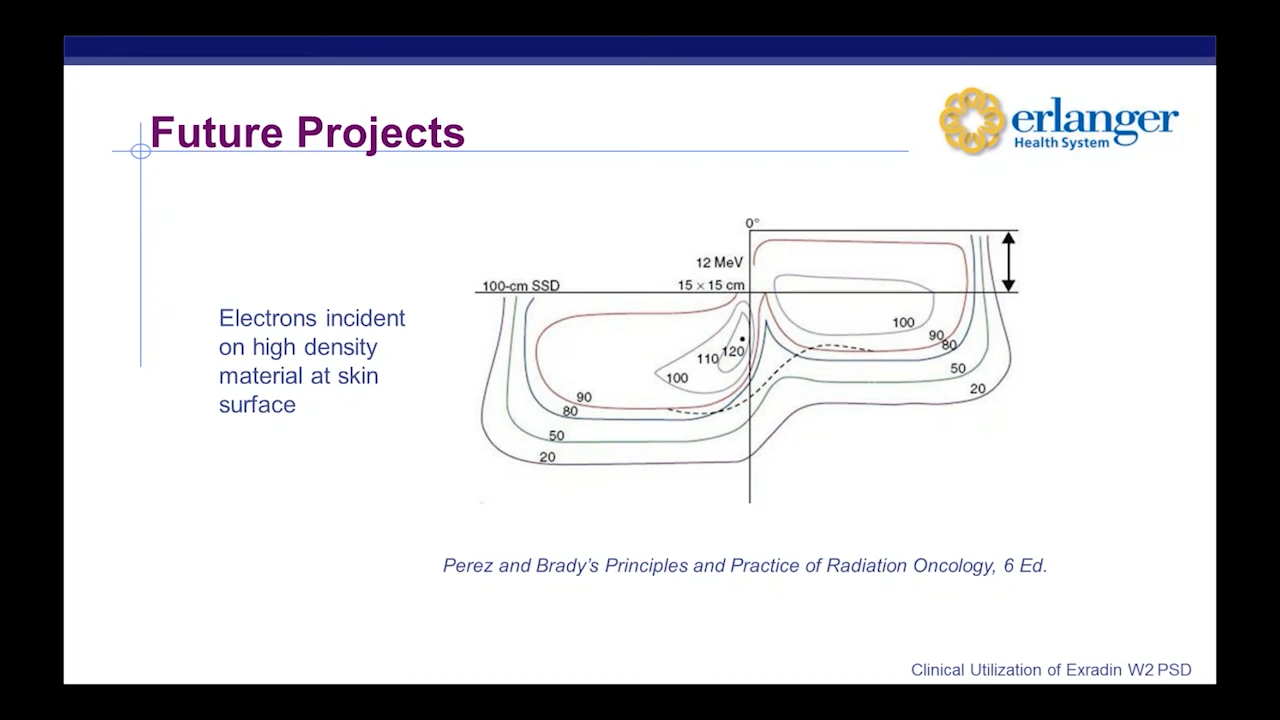 Future Projects
erlanger
Health System
Electrons incident
on high density
material at skin
surface
0°
12 MeV
100-cm SSD
15 × 15 cm
100
90
80
110
120
50
100
20
90
80
50
20
Perez and Brady’s Principles and Practice of Radiation Oncology, 6 Ed.
Clinical Utilization of Exradin W2 PSD